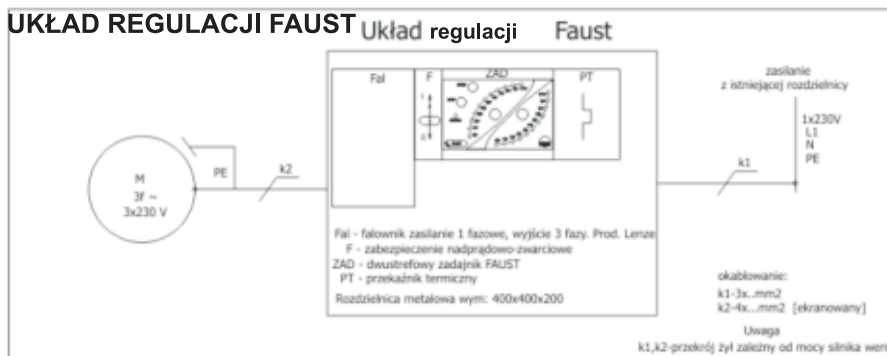 UKŁAD REGULACJI FAUST
Układ regulacji Faust
Fal
F
ZAD
PT
zasilanie
z istniejącej rozdzielnicy
1x230V
L1
N
PE
k1
k2
PE
M
3f ~
3x230 V
Fal - falownik zasilanie 1 fazowe, wyjście 3 fazy. Prod. Lenze
F - zabezpieczenie nadprądowo-zwarciowe
ZAD - dwustrefowy zadajnik FAUST
PT - przekaźnik termiczny
Rozdzielnica metalowa wym: 400x400x200
okablowanie:
k1-3x..mm2
k2-4x...mm2 [ekranowany]
Uwaga
k1,k2-przekrój żył zależny od mocy silnika